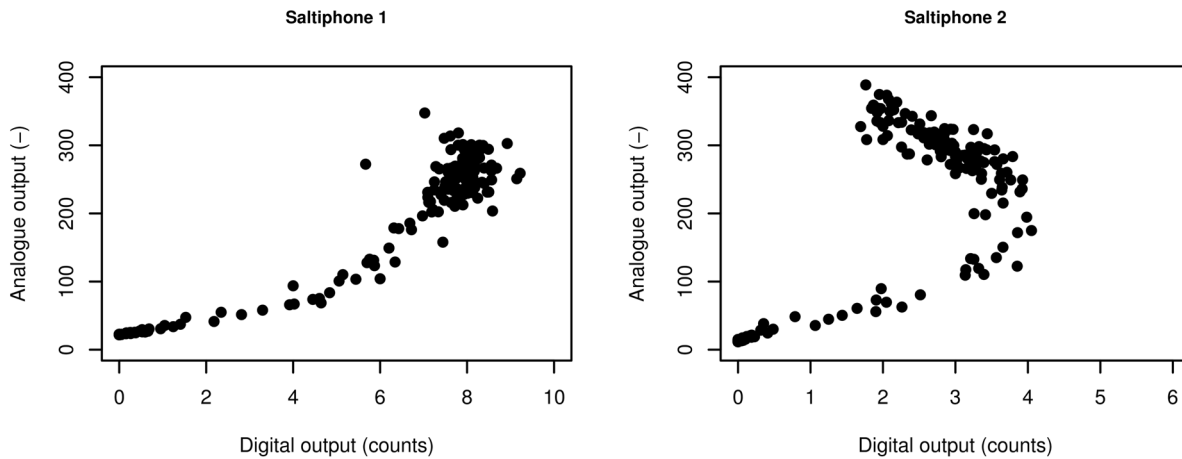 Saltiphone 1
Analogue output (−)
400
300
200
100
0
0 2 4 6 8 10
Digital output (counts)
Saltiphone 2
Analogue output (−)
400
300
200
100
0
0 1 2 3 4 5 6
Digital output (counts)